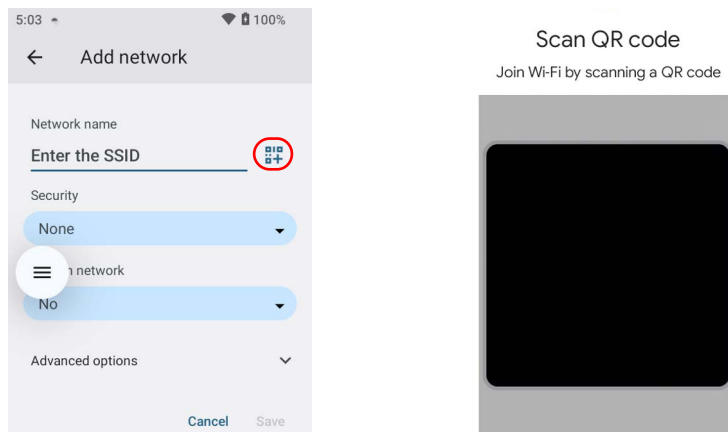 5:03
100%
Add network
Network name
Enter the SSID
Security
None
network
No
Advanced options
Cancel
Save
Scan QR code
Join Wi-Fi by scanning a QR code